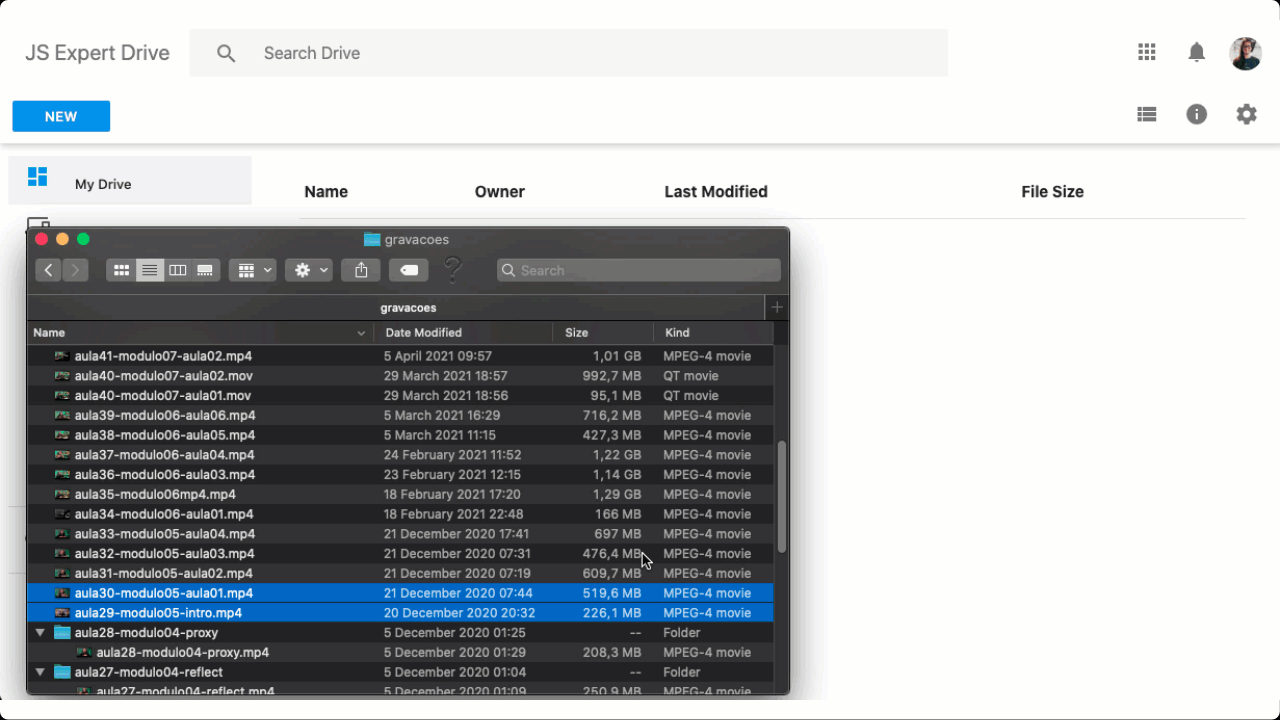 JS Expert Drive Search Drive
NEW
My Drive
Name Owner Last Modified File Size
gravacoes
Search
gravacoes
Name Date Modified Size Kind
aula41-modulo07-aula02.mp4 5 April 2021 09:57 1,01 GB MPEG-4 movie
aula40-modulo07-aula02.mov 29 March 2021 18:57 992,7 MB QT movie
aula40-modulo07-aula01.mov 29 March 2021 18:56 95,1 MB QT movie
aula39-modulo06-aula06.mp4 5 March 2021 16:29 716,2 MB MPEG-4 movie
aula38-modulo06-aula05.mp4 5 March 2021 11:15 427,3 MB MPEG-4 movie
aula37-modulo06-aula04.mp4 24 February 2021 11:52 1,22 GB MPEG-4 movie
aula36-modulo06-aula03.mp4 23 February 2021 12:15 1,14 GB MPEG-4 movie
aula35-modulo06mp4.mp4 18 February 2021 17:20 1,29 GB MPEG-4 movie
aula34-modulo06-aula01.mp4 18 February 2021 22:48 166 MB MPEG-4 movie
aula33-modulo05-aula04.mp4 21 December 2020 17:41 697 MB MPEG-4 movie
aula32-modulo05-aula03.mp4 21 December 2020 07:31 476,4 MB MPEG-4 movie
aula31-modulo05-aula02.mp4 21 December 2020 07:19 609,7 MB MPEG-4 movie
aula30-modulo05-aula01.mp4 21 December 2020 07:44 519,6 MB MPEG-4 movie
aula29-modulo05-intro.mp4 20 December 2020 20:32 226,1 MB MPEG-4 movie
aula28-modulo04-proxy 5 December 2020 01:25 -- Folder
aula28-modulo04-proxy.mp4 5 December 2020 01:29 208,3 MB MPEG-4 movie
aula27-modulo04-reflect 5 December 2020 01:04 -- Folder
aula27-modulo04-reflect.mp4 5 December 2020 01:09 250,9 MB MPEG-4 movie